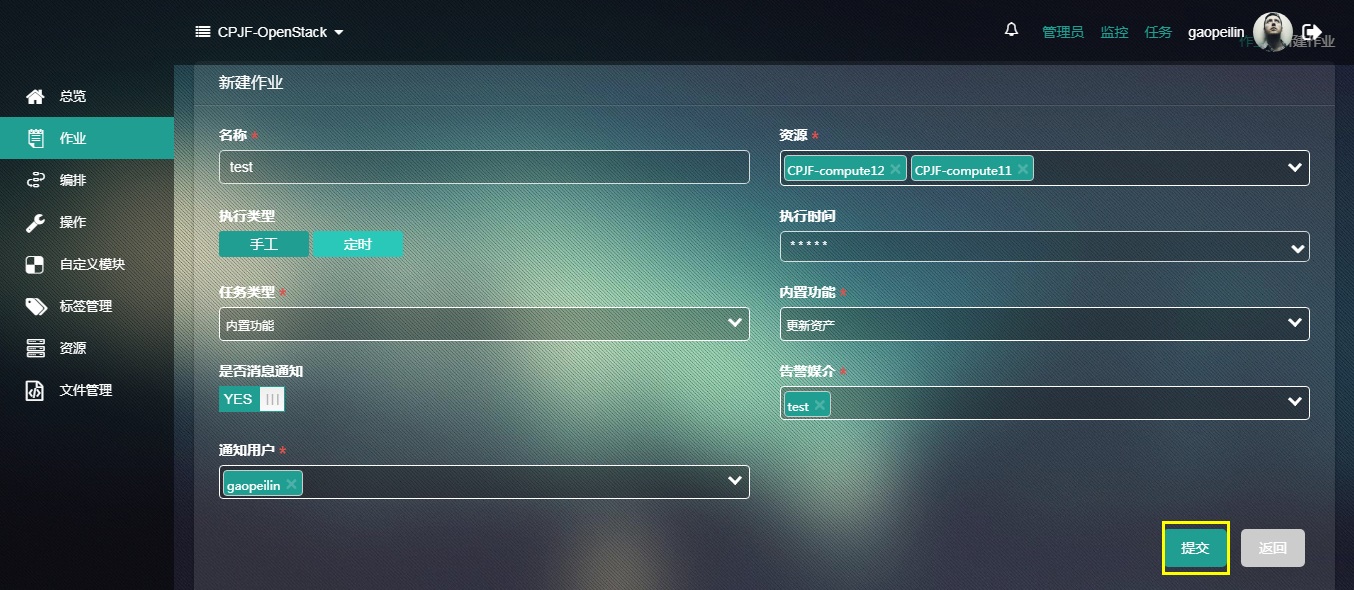 CPJF-OpenStack
管理员 监控 任务 gaopeilin
总览
作业
编排
操作
自定义模块
标签管理
资源
文件管理
新建作业
名称 *
test
资源 *
CPJF-compute12 × CPJF-compute11 ×
执行类型
手工 定时
执行时间
* * * * *
任务类型 *
内置功能
内置功能 *
更新资产
是否消息通知
YES
告警媒介 *
test ×
通知用户 *
gaopeilin ×
提交 返回